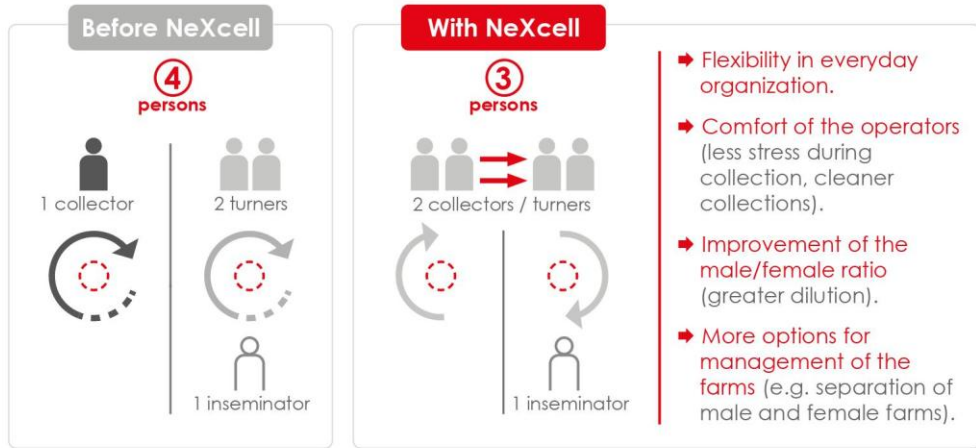 Before NeXcell
4
persons
1 collector
2 turners
1 inseminator
With NeXcell
3
persons
2 collectors / turners
1 inseminator
Flexibility in everyday
organization.
Comfort of the operators
(less stress during
collection, cleaner
collections).
Improvement of the
male/female ratio
(greater dilution).
More options for
management of the
farms (e.g. separation of
male and female farms).